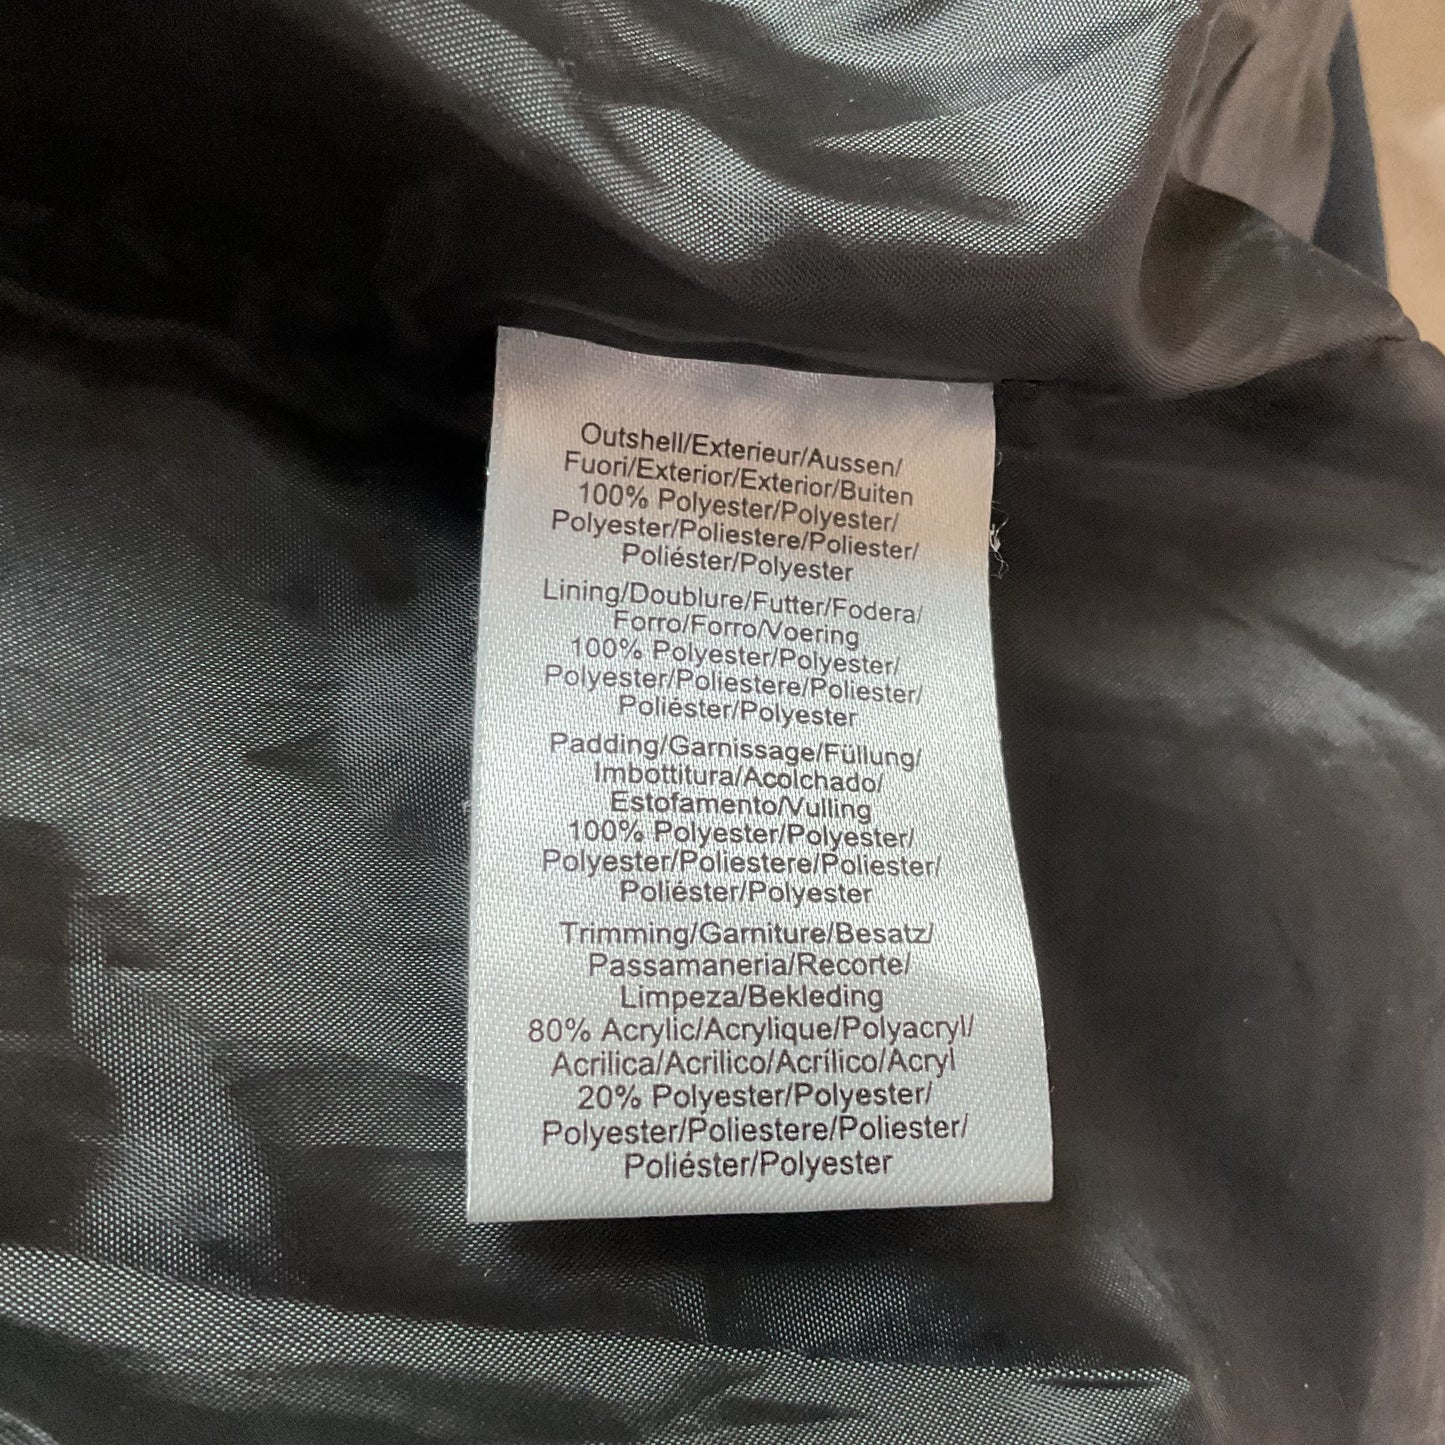 Outshell/Exterieur/Aussen/
Fuori/Exterior/Exterior/Buiten
100% Polyester/Polyester/
Polyester/Poliestere/Poliester/
Poliéster/Polyester
Lining/Doublure/Futter/Fodera/
Forro/Forro/Voering
100% Polyester/Polyester/
Polyester/Poliestere/Poliester/
Poliéster/Polyester
Padding/Garnissage/Füllung/
Imbottitura/Acolchado/
Estofamento/Vulling
100% Polyester/Polyester/
Polyester/Poliestere/Poliester/
Poliéster/Polyester
Trimming/Garniture/Besatz/
Passamaneria/Recorte/
Limpeza/Bekleding
80% Acrylic/Acrylique/Polyacryl/
Acrilica/Acrilico/Acrílico/Acryl
20% Polyester/Polyester/
Polyester/Poliestere/Poliester/
Poliéster/Polyester